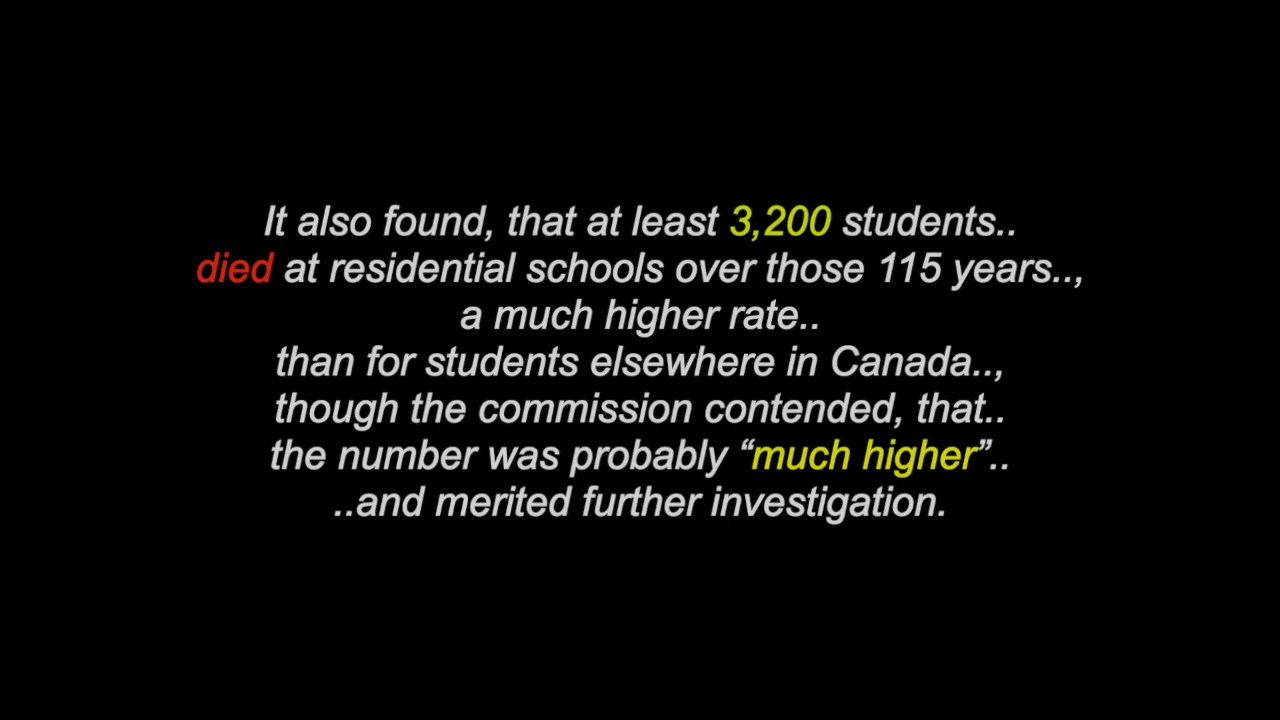 It also found, that at least 3,200 students..
died at residential schools over those 115 years..,
a much higher rate..
than for students elsewhere in Canada..,
though the commission contended, that..
the number was probably “much higher”..
..and merited further investigation.